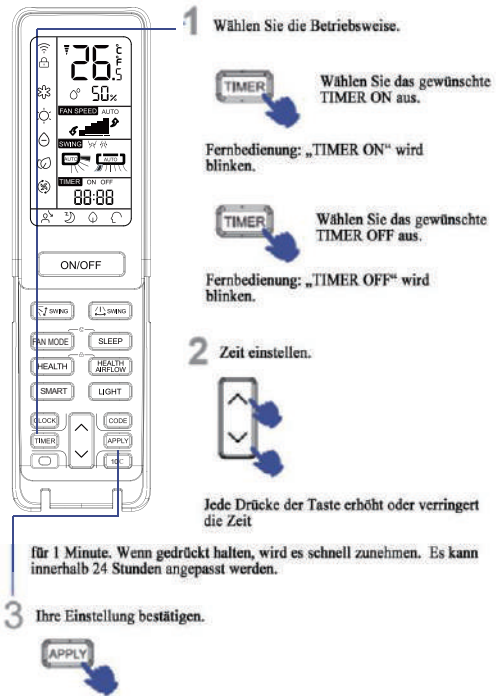 1 Wählen Sie die Betriebsweise.
26.5 °C °F
50%
FAN SPEED AUTO
SWING
AUTO AUTO
TIMER ON OFF
88:88
ON/OFF
SWING SWING
FAN MODE SLEEP
HEALTH HEALTH AIRFLOW
SMART LIGHT
CLOCK CODE
TIMER APPLY
10°C
TIMER
Wählen Sie das gewünschte
TIMER ON aus.
Fernbedienung: „TIMER ON“ wird
blinken.
TIMER
Wählen Sie das gewünschte
TIMER OFF aus.
Fernbedienung: „TIMER OFF“ wird
blinken.
2 Zeit einstellen.
Jede Drücke der Taste erhöht oder verringert
die Zeit
für 1 Minute. Wenn gedrückt halten, wird es schnell zunehmen. Es kann
innerhalb 24 Stunden angepasst werden.
3 Ihre Einstellung bestätigen.
APPLY